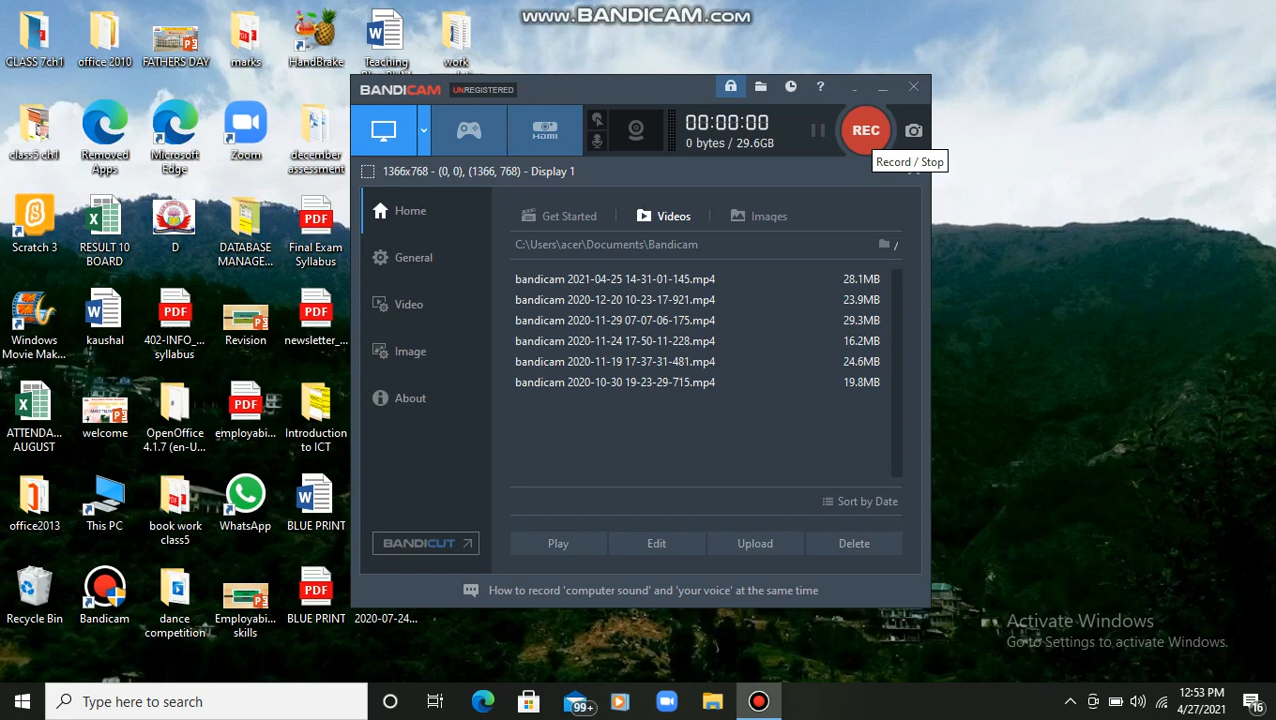 www.BANDICAM.com
CLASS 7ch1
office 2010
FATHERS DAY
marks
HandBrake
Teaching
work
BANDICAM UNREGISTERED
?
HDMI
00:00:00
0 bytes / 29.6GB
REC
Record / Stop
class5 ch1
Removed
Apps
Microsoft
Edge
Zoom
december
assessment
1366x768 - (0, 0), (1366, 768) - Display 1
Home
General
Video
Image
About
BANDICUT
Get Started
Videos
Images
C:\Users\acer\Documents\Bandicam
/
bandicam 2021-04-25 14-31-01-145.mp4 28.1MB
bandicam 2020-12-20 10-23-17-921.mp4 23.9MB
bandicam 2020-11-29 07-07-06-175.mp4 29.3MB
bandicam 2020-11-24 17-50-11-228.mp4 16.2MB
bandicam 2020-11-19 17-37-31-481.mp4 24.6MB
bandicam 2020-10-30 19-23-29-715.mp4 19.8MB
Sort by Date
Play
Edit
Upload
Delete
How to record 'computer sound' and 'your voice' at the same time
Scratch 3
RESULT 10
BOARD
D
DATABASE
MANAGE...
PDF
Final Exam
Syllabus
Windows
Movie Mak...
kaushal
PDF
402-INFO_...
syllabus
Revision
PDF
newsletter_...
ATTENDA...
AUGUST
welcome
OpenOffice
4.1.7 (en-U...
PDF
employabi...
Introduction
to ICT
office2013
This PC
book work
class5
WhatsApp
BLUE PRINT
Recycle Bin
Bandicam
dance
competition
Employabi...
skills
PDF
BLUE PRINT
2020-07-24...
Activate Windows
Go to Settings to activate Windows.
Type here to search
99+
12:53 PM
4/27/2021
16